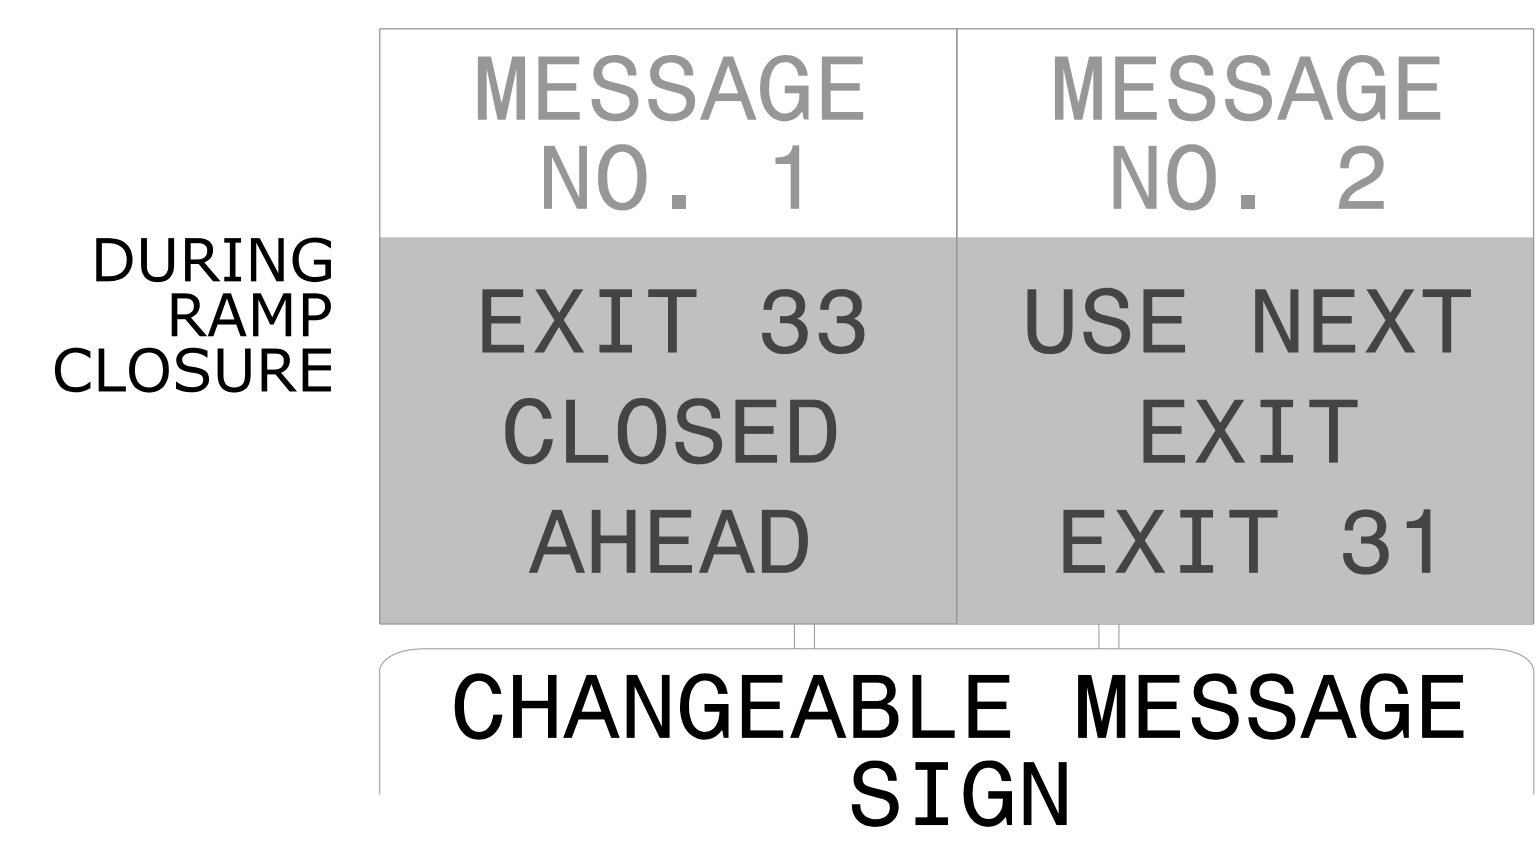 MESSAGE
NO. 1
MESSAGE
NO. 2
DURING
RAMP
CLOSURE
EXIT 33
CLOSED
AHEAD
USE NEXT
EXIT
EXIT 31
CHANGEABLE MESSAGE
SIGN